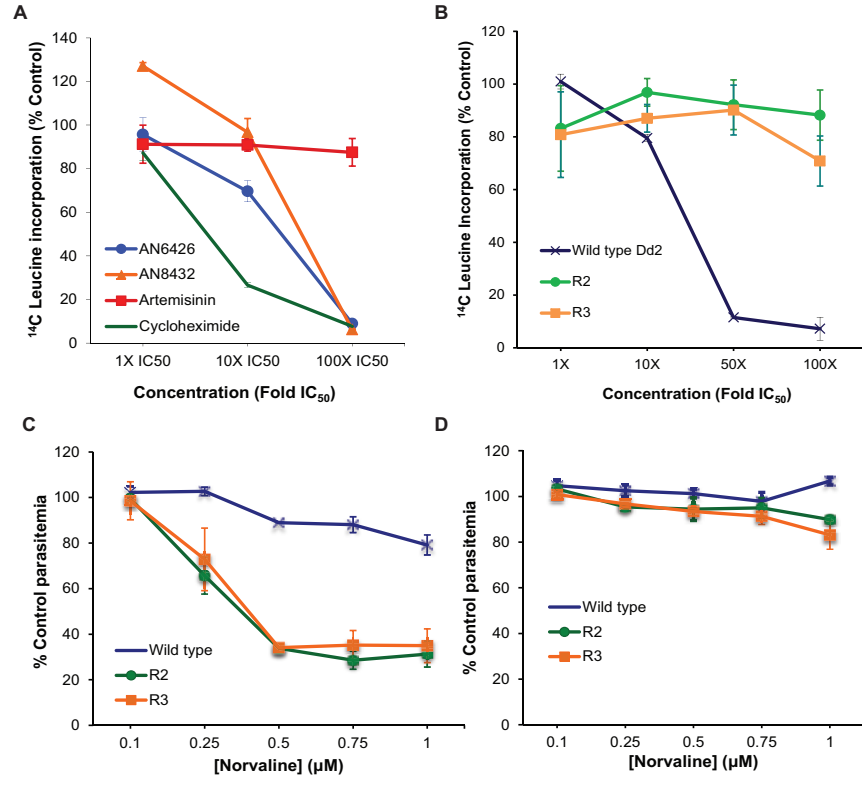 A
¹⁴C Leucine incorporation (% Control)
140
120
100
80
60
40
20
0
AN6426
AN8432
Artemisinin
Cycloheximide
1X IC50
10X IC50
100X IC50
Concentration (Fold IC₅₀)
B
¹⁴C Leucine Incorporation (% Control)
120
100
80
60
40
20
0
Wild type Dd2
R2
R3
1X
10X
50X
100X
Concentration (Fold IC₅₀)
C
% Control parasitemia
120
100
80
60
40
20
0
Wild type
R2
R3
0.1
0.25
0.5
0.75
1
[Norvaline] (µM)
D
% Control parasitemia
120
100
80
60
40
20
0
Wild type
R2
R3
0.1
0.25
0.5
0.75
1
[Norvaline] (µM)